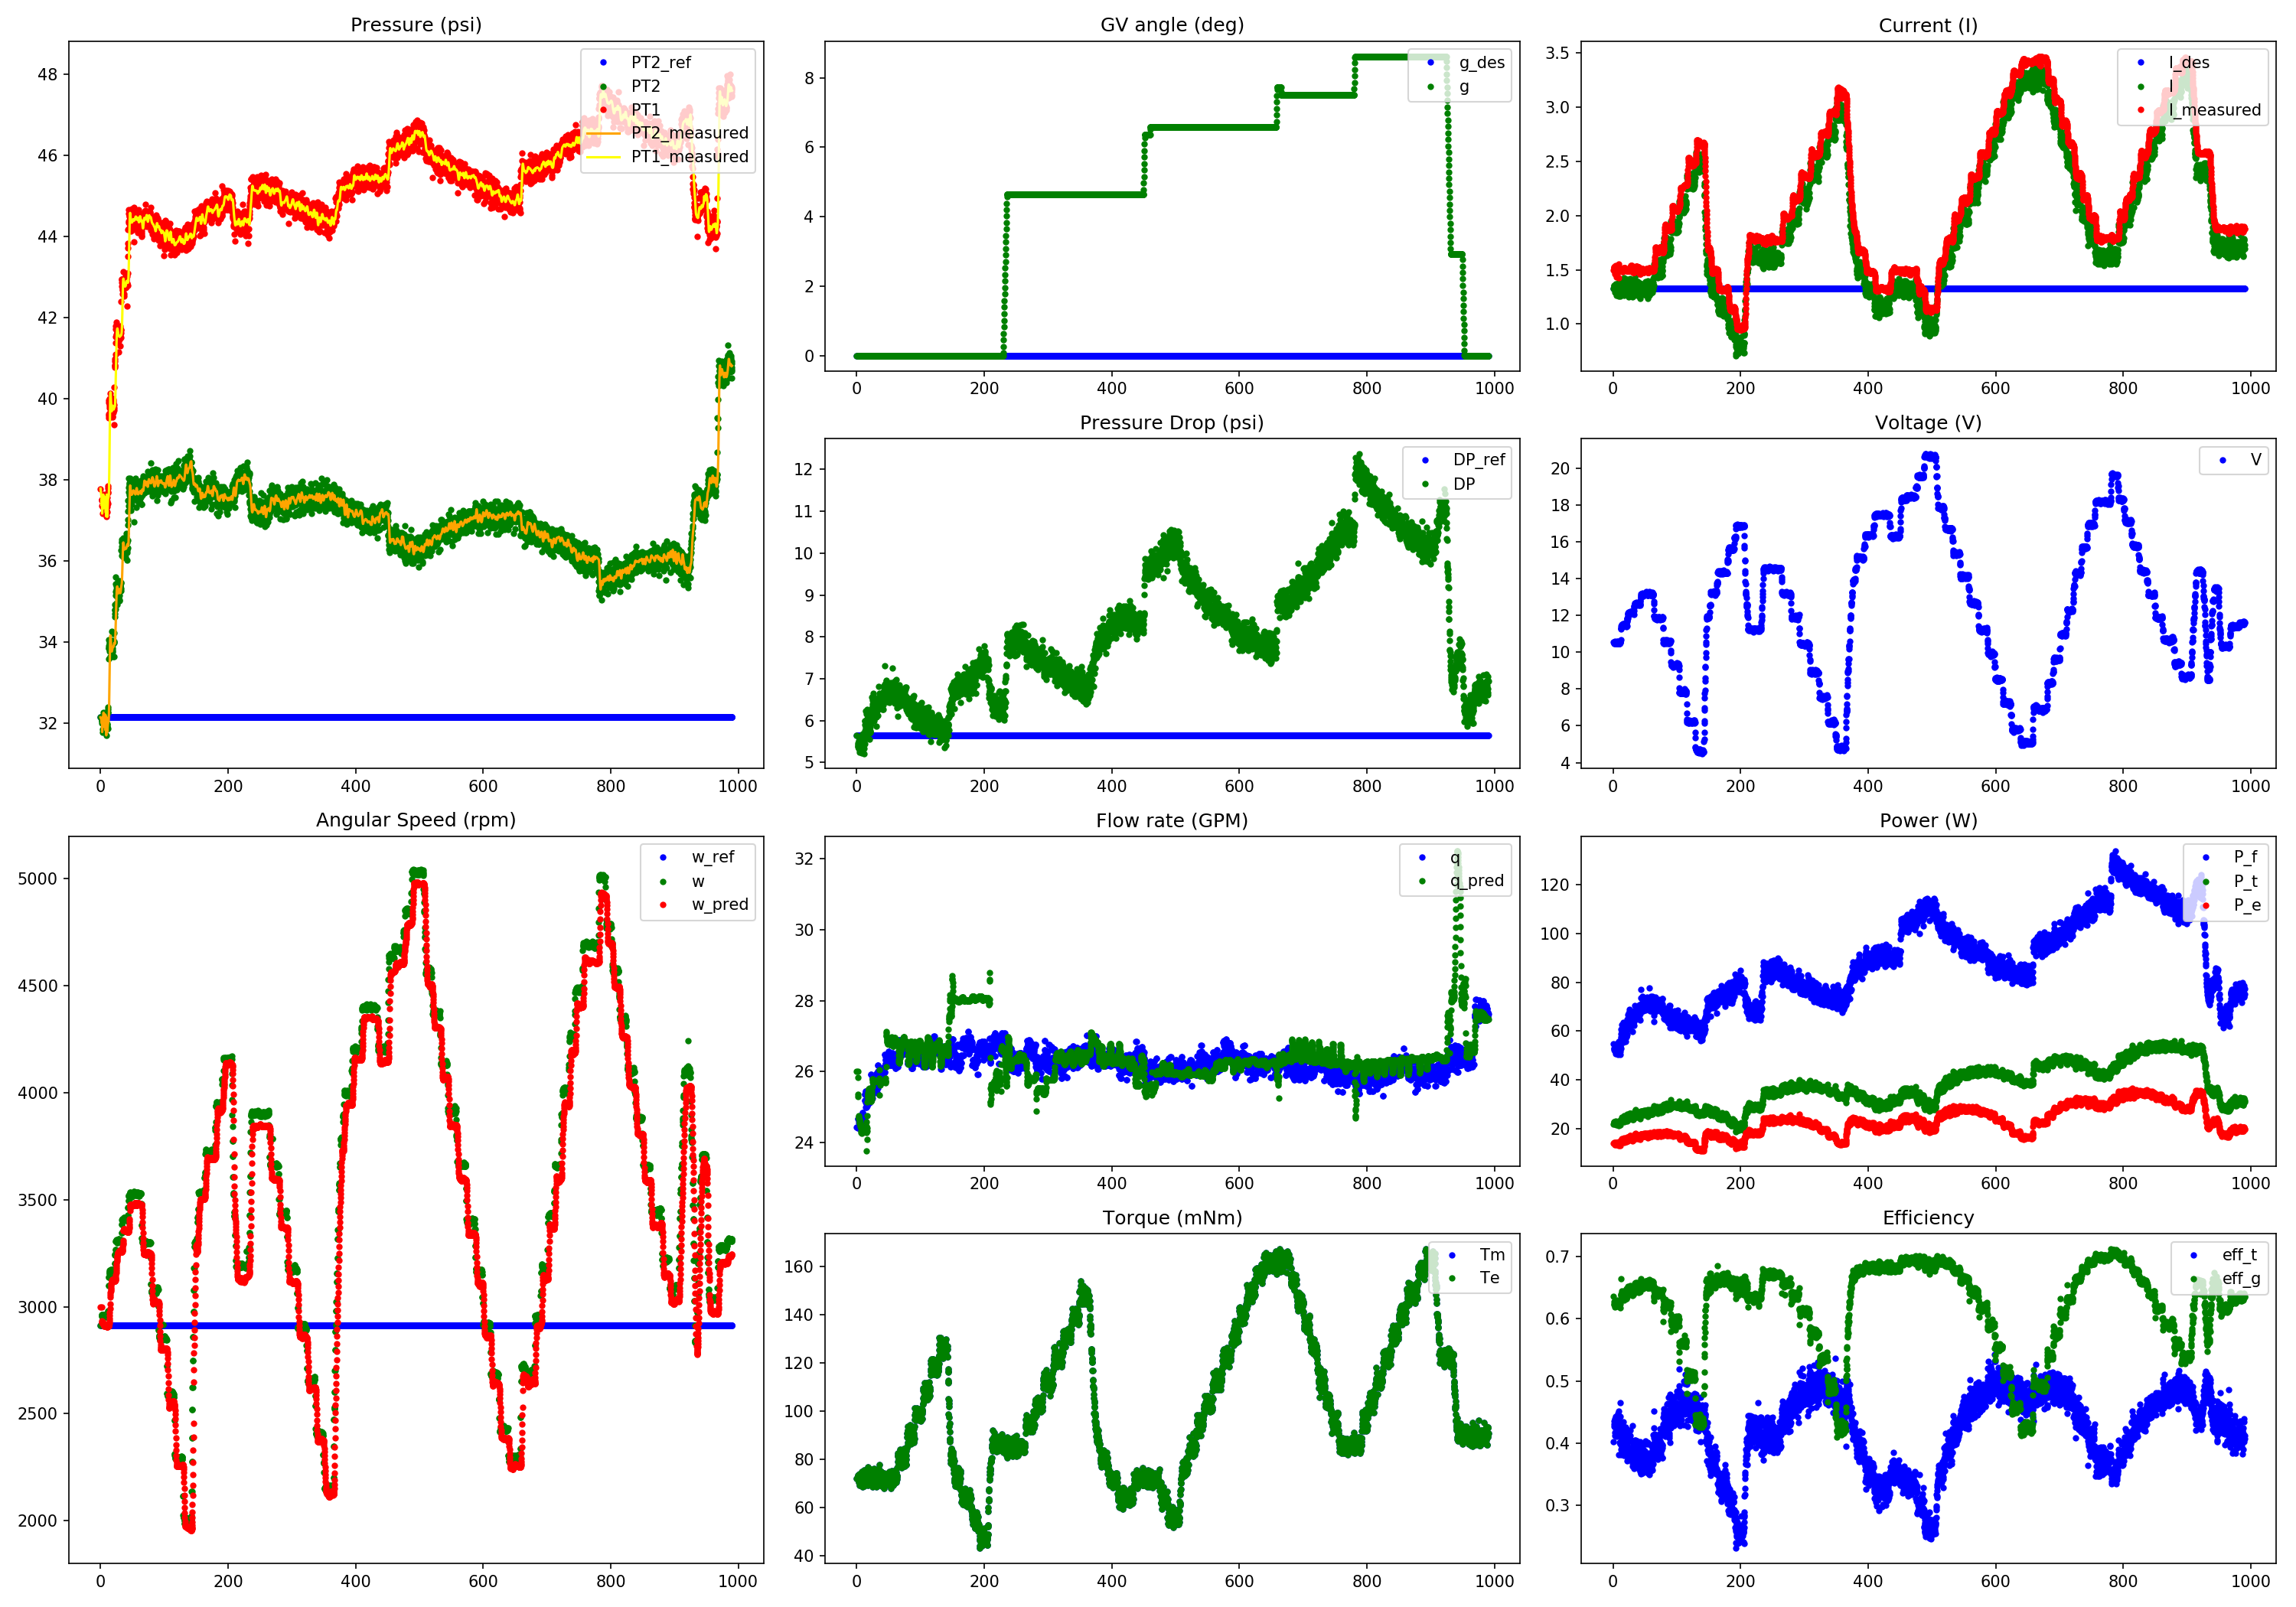 Pressure (psi)
48
46
44
42
40
38
36
34
32
0 200 400 600 800 1000
PT2_ref
PT2
PT1
PT2_measured
PT1_measured
GV angle (deg)
8
6
4
2
0
0 200 400 600 800 1000
g_des
g
Current (I)
3.5
3.0
2.5
2.0
1.5
1.0
0 200 400 600 800 1000
I_des
I
I_measured
Pressure Drop (psi)
12
11
10
9
8
7
6
5
0 200 400 600 800 1000
DP_ref
DP
Voltage (V)
20
18
16
14
12
10
8
6
4
0 200 400 600 800 1000
V
Angular Speed (rpm)
5000
4500
4000
3500
3000
2500
2000
0 200 400 600 800 1000
w_ref
w
w_pred
Flow rate (GPM)
32
30
28
26
24
0 200 400 600 800 1000
q
q_pred
Power (W)
120
100
80
60
40
20
0 200 400 600 800 1000
P_f
P_t
P_e
Torque (mNm)
160
140
120
100
80
60
40
0 200 400 600 800 1000
Tm
Te
Efficiency
0.7
0.6
0.5
0.4
0.3
0 200 400 600 800 1000
eff_t
eff_g